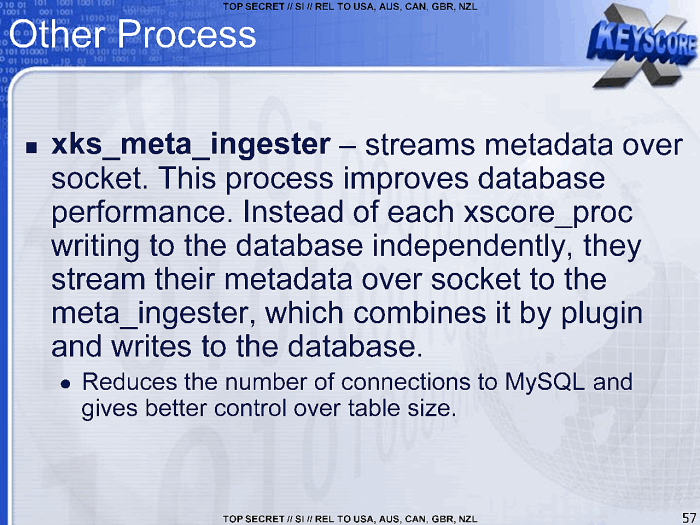 TOP SECRET // SI // REL TO USA, AUS, CAN, GBR, NZL
Other Process
X
KEYSCORE
■ xks_meta_ingester – streams metadata over
socket. This process improves database
performance. Instead of each xscore_proc
writing to the database independently, they
stream their metadata over socket to the
meta_ingester, which combines it by plugin
and writes to the database.
● Reduces the number of connections to MySQL and
gives better control over table size.
TOP SECRET // SI // REL TO USA, AUS, CAN, GBR, NZL
57